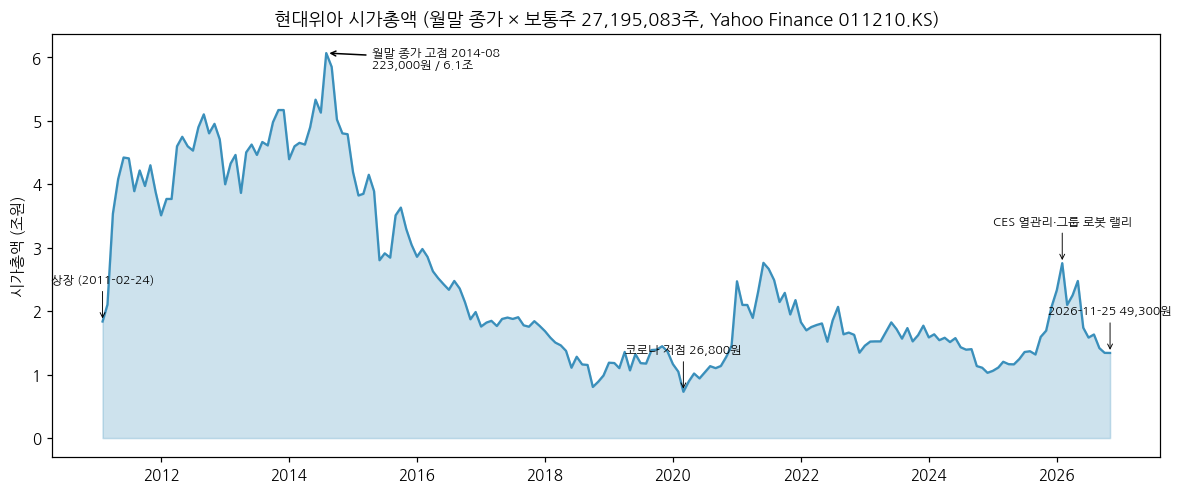 현대위아 시가총액 (월말 종가 × 보통주 27,195,083주, Yahoo Finance 011210.KS)
시가총액 (조원)
6
5
4
3
2
1
0
월말 종가 고점 2014-08
223,000원 / 6.1조
CES 열관리·그룹 로봇 랠리
상장 (2011-02-24)
2026-11-25 49,300원
코로나 저점 26,800원
2012
2014
2016
2018
2020
2022
2024
2026